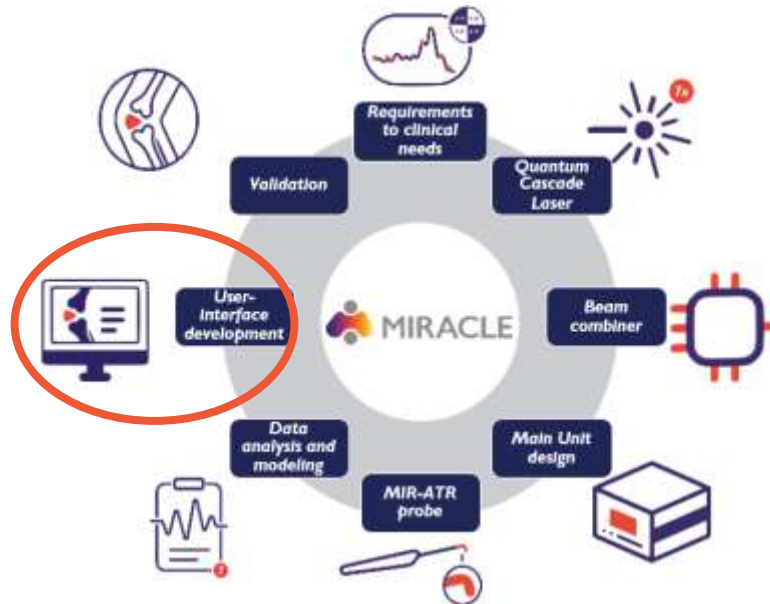 Requirements
to clinical
needs
Validation
Quantum
Cascade
Laser
User-
interface
development
MIRACLE
Beam
combiner
Data
analysis and
modeling
Main Unit
design
MIR-ATR
probe